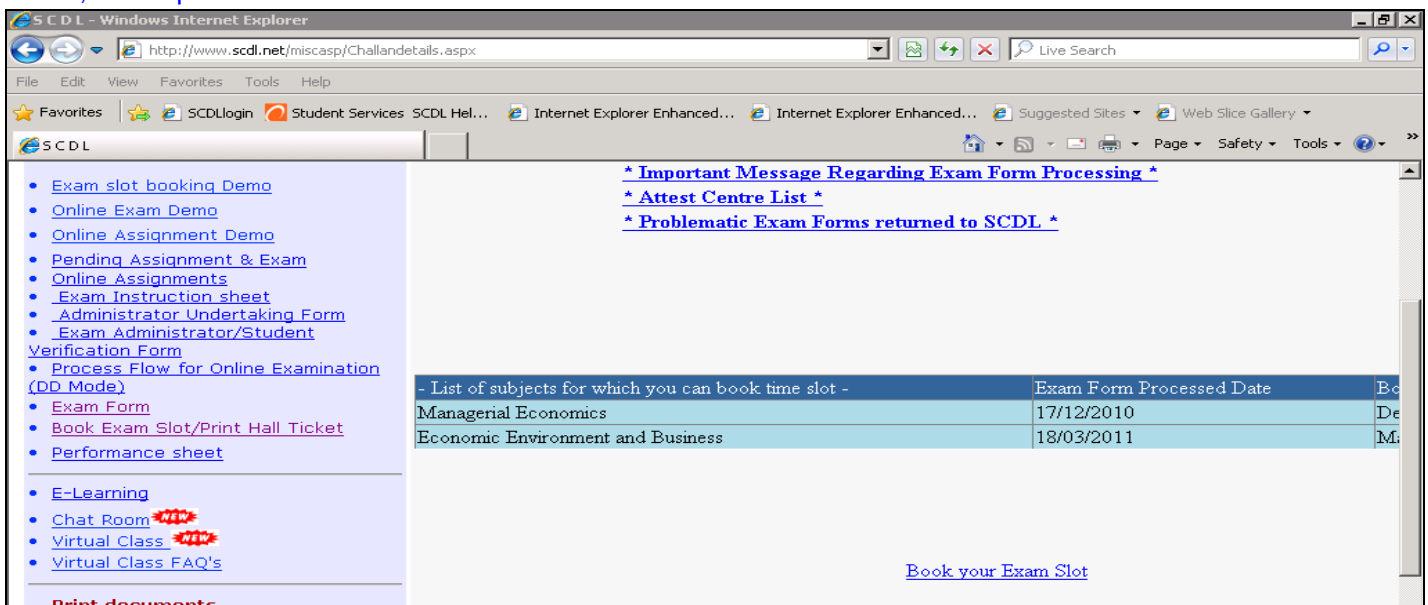 S C D L - Windows Internet Explorer
http://www.scdl.net/miscasp/Challandetails.aspx
Live Search
File Edit View Favorites Tools Help
Favorites SCDLlogin Student Services SCDL Hel... Internet Explorer Enhanced... Internet Explorer Enhanced... Suggested Sites Web Slice Gallery
S C D L Page Safety Tools
* Important Message Regarding Exam Form Processing *
* Attest Centre List *
* Problematic Exam Forms returned to SCDL *
Exam slot booking Demo
Online Exam Demo
Online Assignment Demo
Pending Assignment & Exam
Online Assignments
Exam Instruction sheet
Administrator Undertaking Form
Exam Administrator/Student
Verification Form
Process Flow for Online Examination
(DD Mode)
Exam Form
Book Exam Slot/Print Hall Ticket
Performance sheet
E-Learning
Chat Room NEW
Virtual Class NEW
Virtual Class FAQ's
Print documents
- List of subjects for which you can book time slot - Exam Form Processed Date
Managerial Economics 17/12/2010
Economic Environment and Business 18/03/2011
Book your Exam Slot